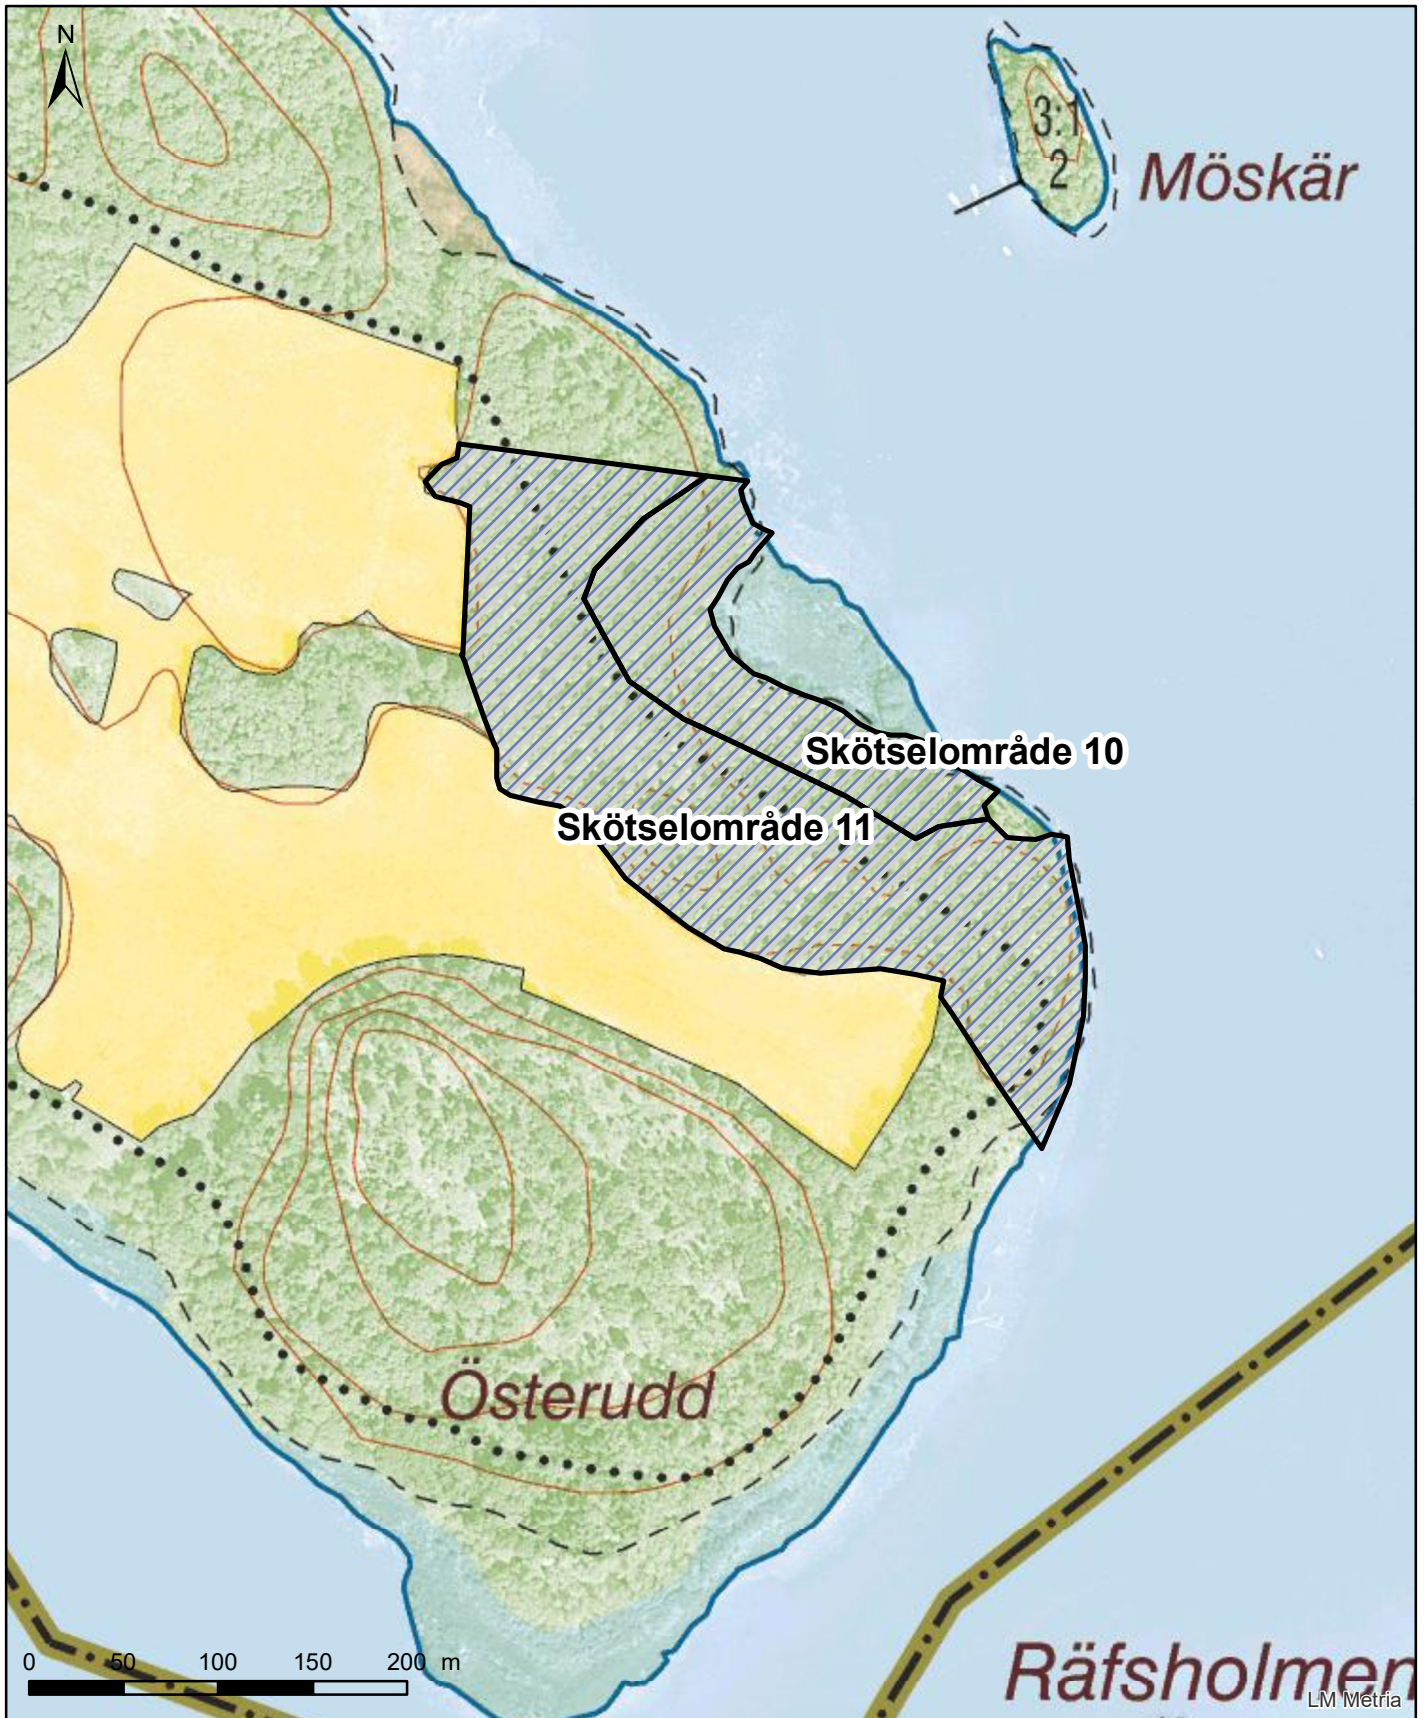 N
3:1
2
Möskär
Skötselområde 10
Skötselområde 11
Österudd
0 50 100 150 200 m
Räfsholmen
LM Metria